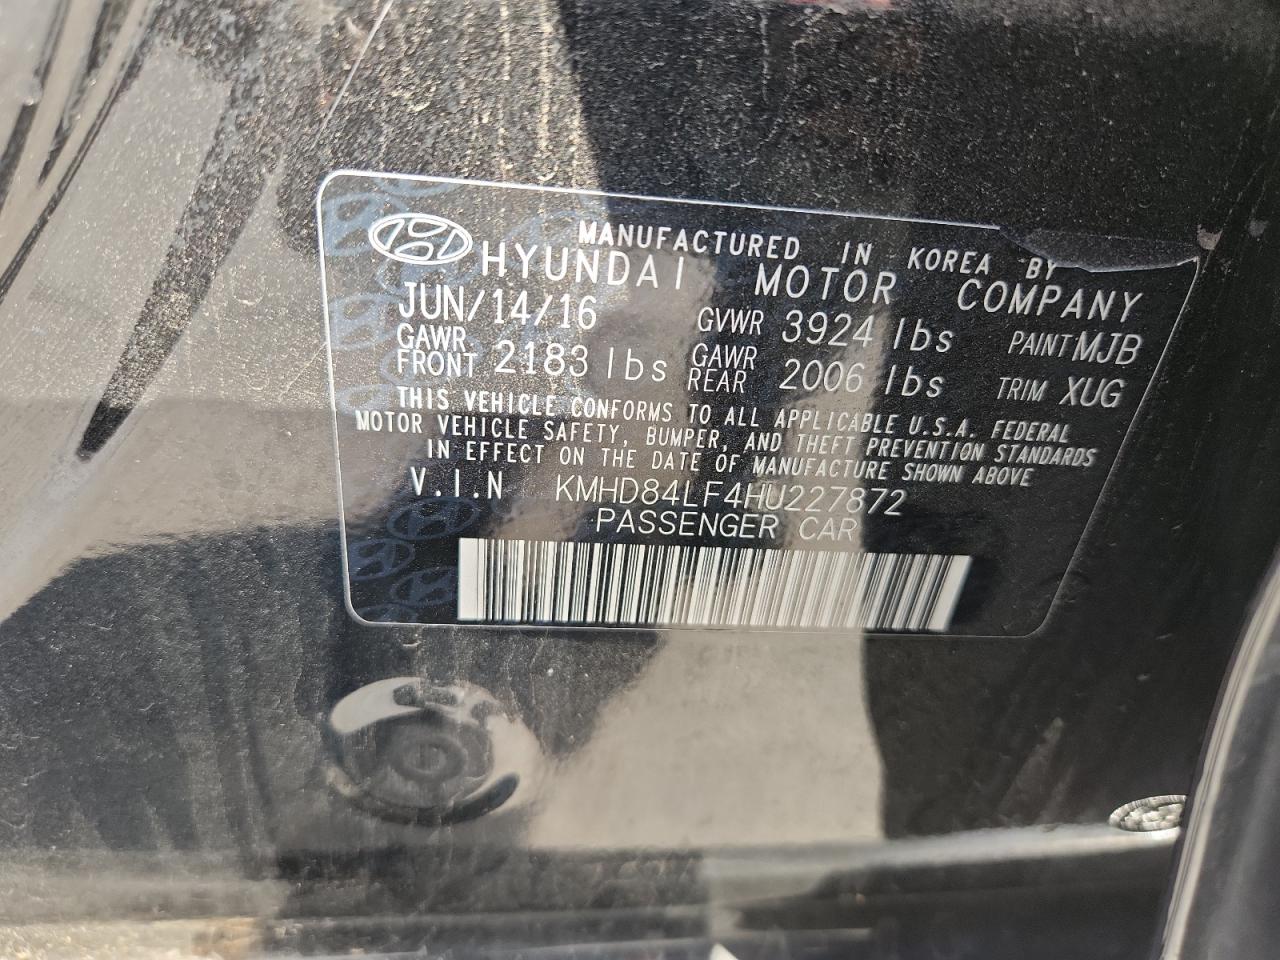 MANUFACTURED IN KOREA BY
HYUNDAI MOTOR COMPANY
JUN/14/16 GVWR 3924 lbs PAINT MJB
GAWR FRONT 2183 lbs GAWR REAR 2006 lbs TRIM XUG
THIS VEHICLE CONFORMS TO ALL APPLICABLE U.S.A. FEDERAL
MOTOR VEHICLE SAFETY, BUMPER, AND THEFT PREVENTION STANDARDS
IN EFFECT ON THE DATE OF MANUFACTURE SHOWN ABOVE
V.I.N KMHD84LF4HU227872
PASSENGER CAR